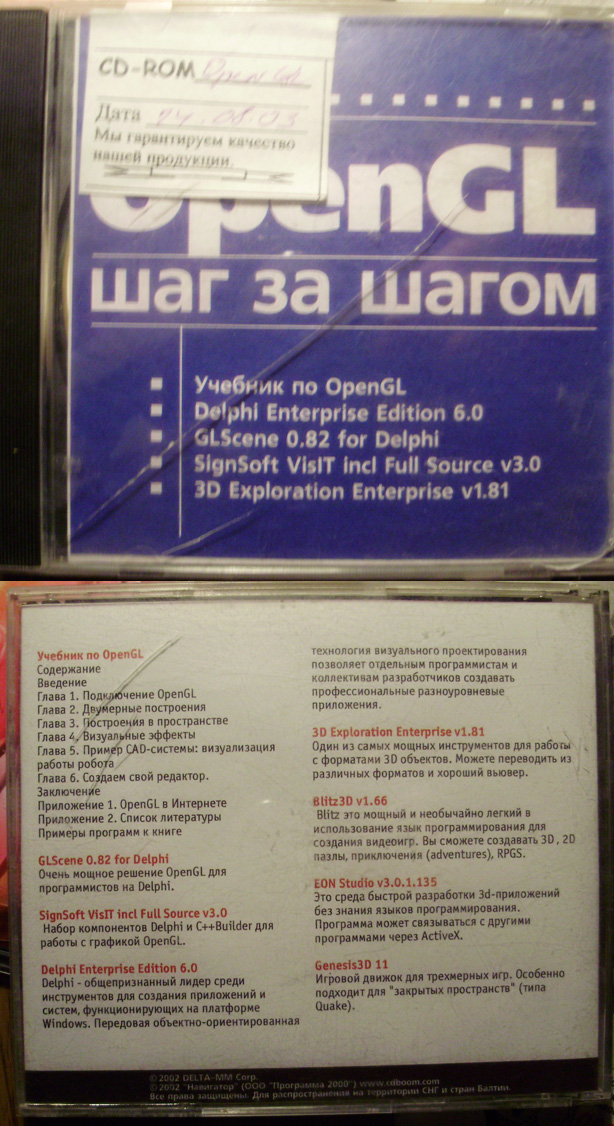 CD-ROM OpenGL
Дата 24.08.03
Мы гарантируем качество
нашей продукции.
OpenGL
шаг за шагом
Учебник по OpenGL
Delphi Enterprise Edition 6.0
GLScene 0.82 for Delphi
SignSoft VisIT incl Full Source v3.0
3D Exploration Enterprise v1.81
Учебник по OpenGL
Содержание
Введение
Глава 1. Подключение OpenGL
Глава 2. Двумерные построения
Глава 3. Построения в пространстве
Глава 4. Визуальные эффекты
Глава 5. Пример CAD-системы: визуализация
работы робота
Глава 6. Создаем свой редактор.
Заключение
Приложение 1. OpenGL в Интернете
Приложение 2. Список литературы
Примеры программ к книге
GLScene 0.82 for Delphi
Очень мощное решение OpenGL для
программистов на Delphi.
SignSoft VisIT incl Full Source v3.0
Набор компонентов Delphi и C++Builder для
работы с графикой OpenGL.
Delphi Enterprise Edition 6.0
Delphi - общепризнанный лидер среди
инструментов для создания приложений и
систем, функционирующих на платформе
Windows. Передовая объектно-ориентированная
технология визуального проектирования
позволяет отдельным программистам и
коллективам разработчиков создавать
профессиональные разноуровневые
приложения.
3D Exploration Enterprise v1.81
Один из самых мощных инструментов для работы
с форматами 3D объектов. Можете переводить из
различных форматов и хороший вьювер.
Blitz3D v1.66
Blitz это мощный и необычайно легкий в
использование язык программирования для
создания видеоигр. Вы сможете создавать 3D, 2D
пазлы, приключения (adventures), RPGS.
EON Studio v3.0.1.135
Это среда быстрой разработки 3d-приложений
без знания языков программирования.
Программа может связываться с другими
программами через ActiveX.
Genesis3D 11
Игровой движок для трехмерных игр. Особенно
подходит для "закрытых пространств" (типа
Quake).
©2002 DELTA-MM Corp.
©2002 "Навигатор" (ООО "Программа 2000") www.cdboom.com
Все права защищены. Для распространения на территории СНГ и стран Балтии.